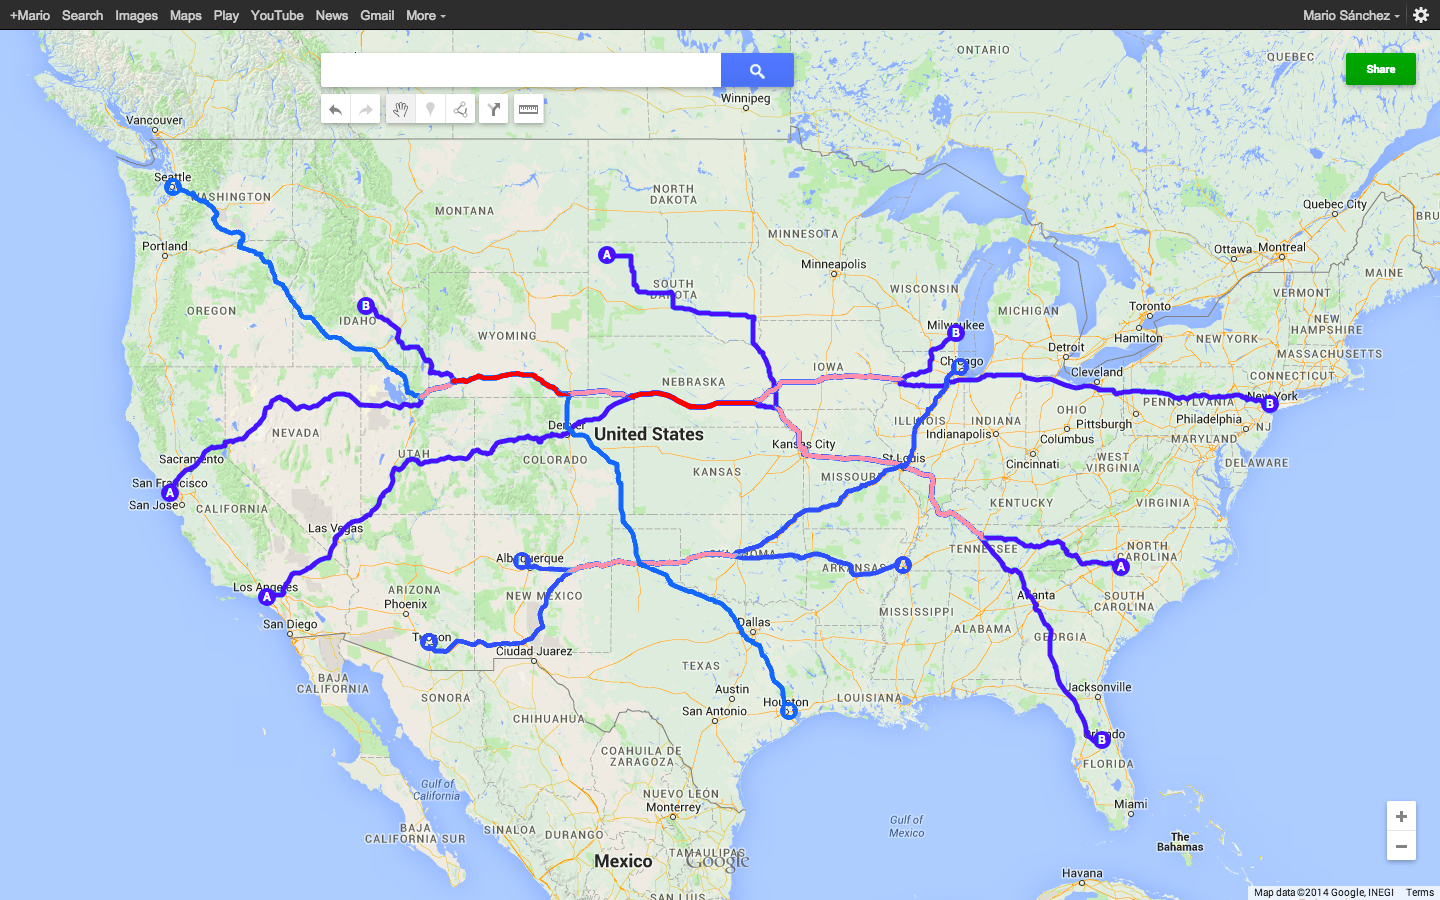 +Mario Search Images Maps Play YouTube News Gmail More
Mario Sánchez
Share
ONTARIO
QUEBEC
Winnipeg
Vancouver
Seattle
WASHINGTON
NORTH
DAKOTA
MONTANA
Quebec City
Portland
MINNESOTA
Ottawa
Montreal
Minneapolis
MAINE
A
SOUTH
DAKOTA
WISCONSIN
VERMONT
B
IDAHO
OREGON
MICHIGAN
Toronto
NEW
HAMPSHIRE
WYOMING
Milwaukee
B
Hamilton
NEW YORK
Detroit
MASSACHUSETTS
Chicago
IOWA
Cleveland
CONNECTICUT
NEBRASKA
PENNSYLVANIA
New York
B
OHIO
Pittsburgh
Philadelphia
NJ
ILLINOIS
INDIANA
NEVADA
Denver
United States
Indianapolis
Columbus
MARYLAND
Kansas City
UTAH
COLORADO
Sacramento
St Louis
Cincinnati
WEST
VIRGINIA
DELAWARE
KANSAS
MISSOURI
San Francisco
A
San Jose
CALIFORNIA
KENTUCKY
VIRGINIA
Las Vegas
Albuquerque
OKLAHOMA
TENNESSEE
NORTH
CAROLINA
ARKANSAS
A
A
Los Angeles
A
ARIZONA
Phoenix
NEW MEXICO
Atlanta
SOUTH
CAROLINA
MISSISSIPPI
San Diego
Dallas
ALABAMA
GEORGIA
Tucson
Ciudad Juarez
TEXAS
BAJA
CALIFORNIA
SONORA
Austin
LOUISIANA
Jacksonville
Houston
San Antonio
CHIHUAHUA
Orlando
B
COAHUILA DE
ZARAGOZA
FLORIDA
Gulf of
California
NUEVO LEÓN
Monterrey
Miami
BAJA
CALIFORNIA SUR
SINALOA
DURANGO
Gulf of
Mexico
The
Bahamas
Mexico
TAMAULIPAS
Google
Havana
SAN LUIS
Map data ©2014 Google, INEGI Terms